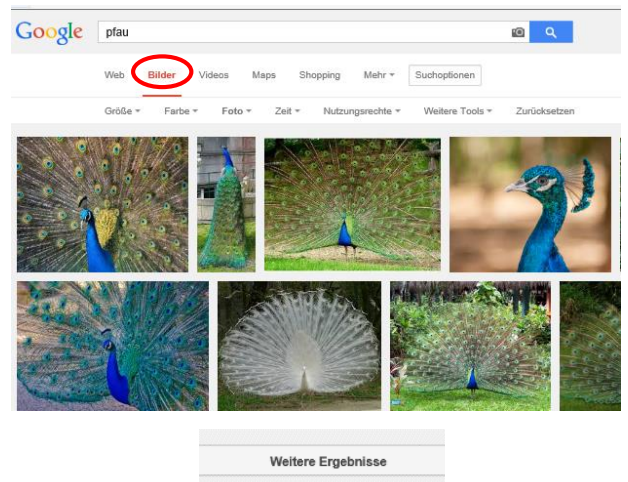 Google pfau
Web Bilder Videos Maps Shopping Mehr Suchoptionen
Größe Farbe Foto Zeit Nutzungsrechte Weitere Tools Zurücksetzen
Weitere Ergebnisse